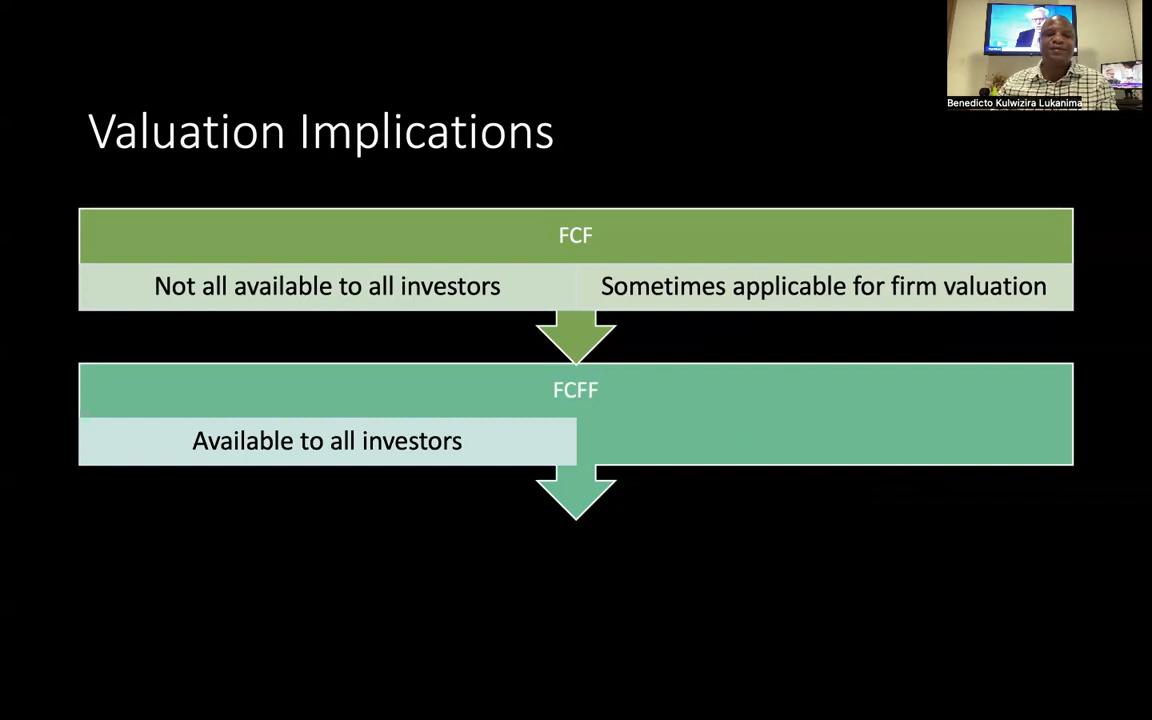 Benedicto Kulwizira Lukanima
Valuation Implications
FCF
Not all available to all investors
Sometimes applicable for firm valuation
FCFF
Available to all investors